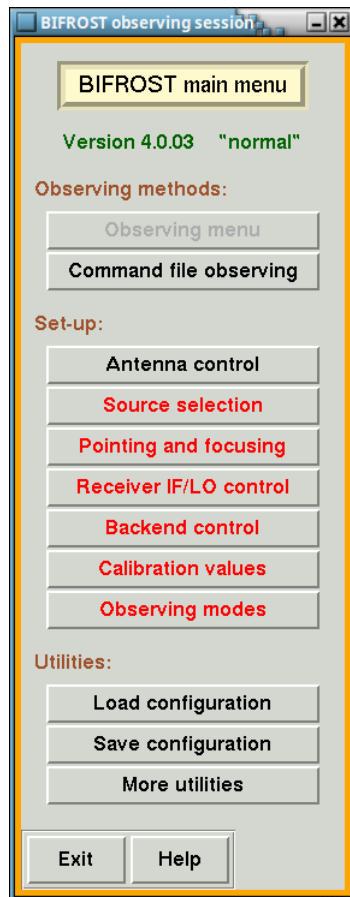 BIFROST observing session
BIFROST main menu
Version 4.0.03 "normal"
Observing methods:
Observing menu
Command file observing
Set-up:
Antenna control
Source selection
Pointing and focusing
Receiver IF/LO control
Backend control
Calibration values
Observing modes
Utilities:
Load configuration
Save configuration
More utilities
Exit Help